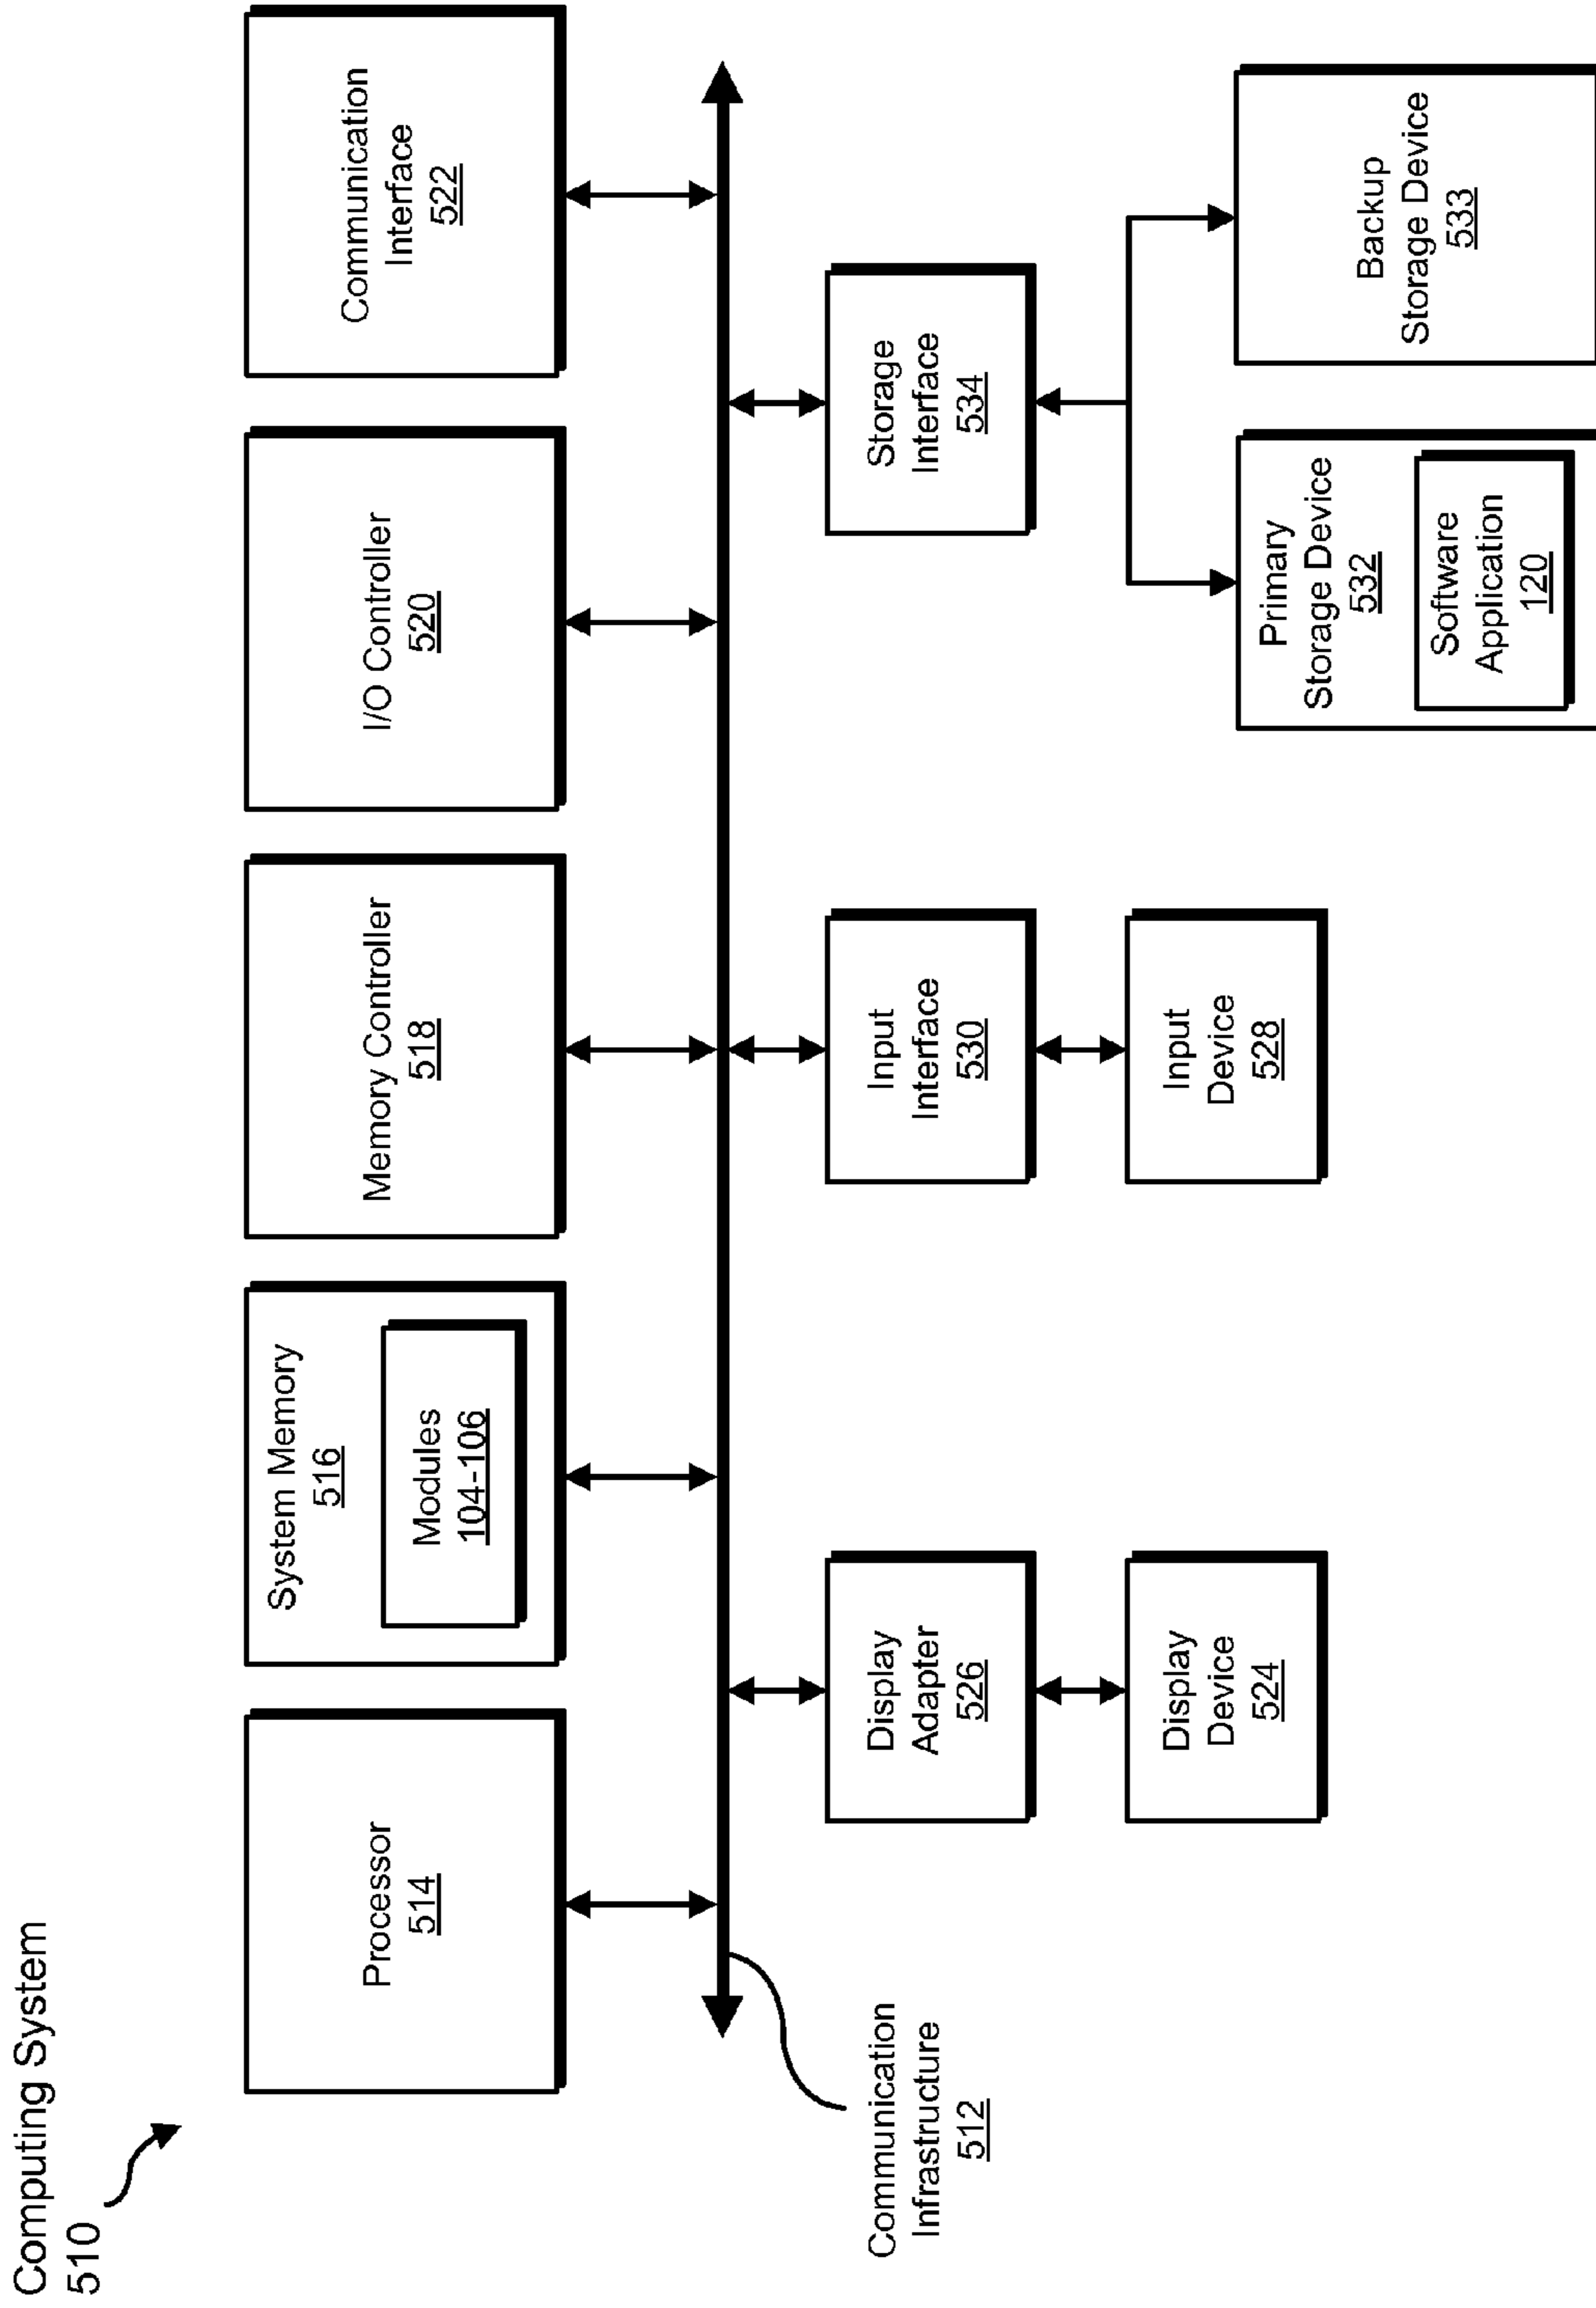 Computing System
510
Processor
514
System Memory
516
Modules
104-106
Memory Controller
518
I/O Controller
520
Communication
Interface
522
Communication
Infrastructure
512
Display
Adapter
526
Input
Interface
530
Storage
Interface
534
Display
Device
524
Input
Device
528
Primary
Storage Device
532
Software
Application
120
Backup
Storage Device
533